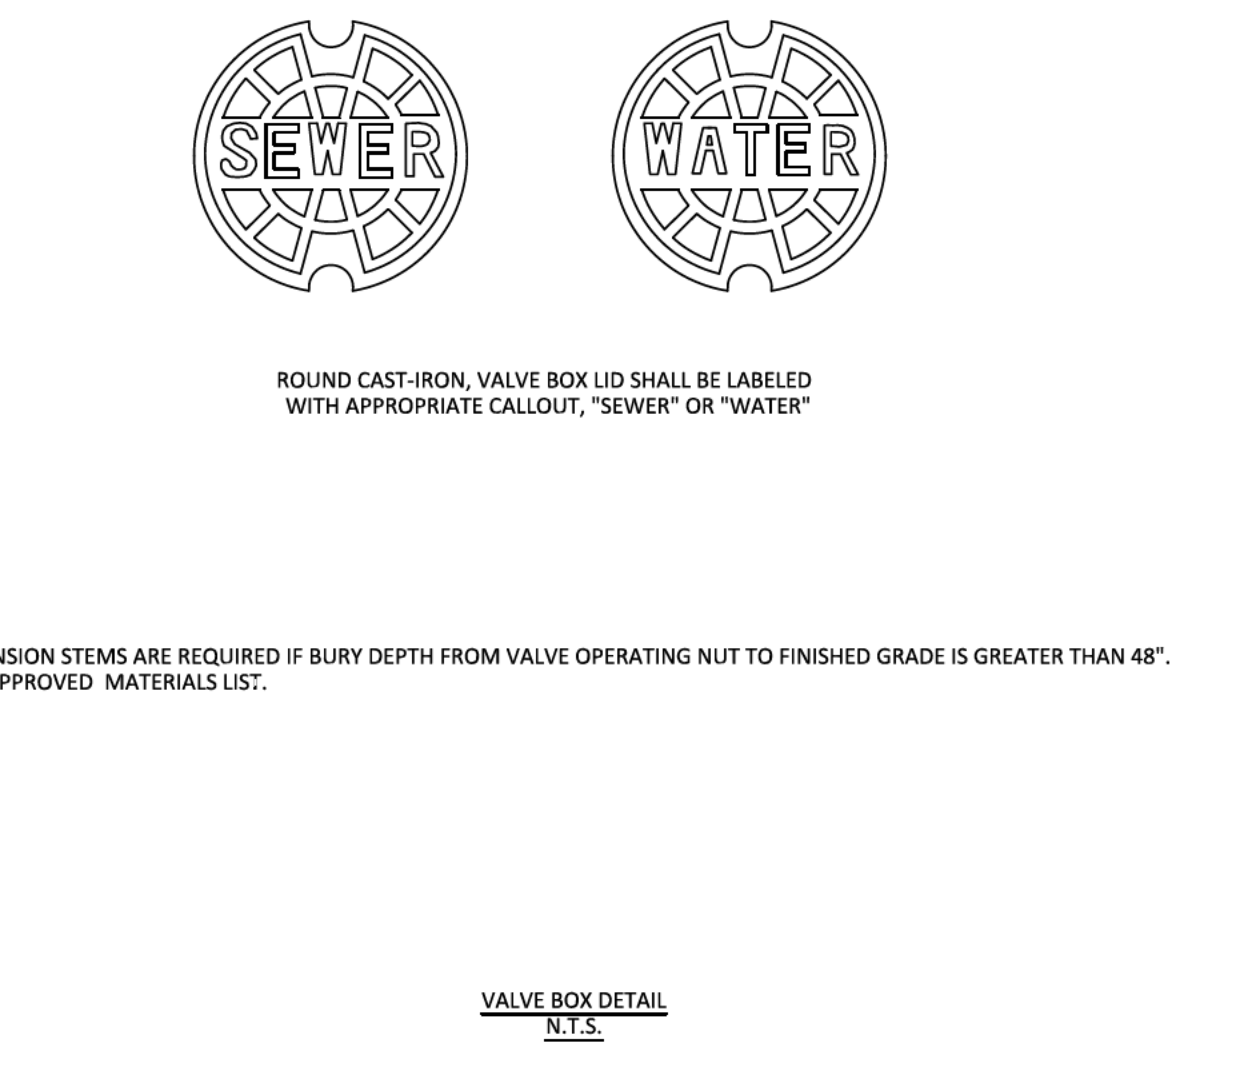 SEWER WATER
ROUND CAST-IRON, VALVE BOX LID SHALL BE LABELED
WITH APPROPRIATE CALLOUT, "SEWER" OR "WATER"
NSION STEMS ARE REQUIRED IF BURY DEPTH FROM VALVE OPERATING NUT TO FINISHED GRADE IS GREATER THAN 48".
PPROVED MATERIALS LIST.
VALVE BOX DETAIL
N.T.S.